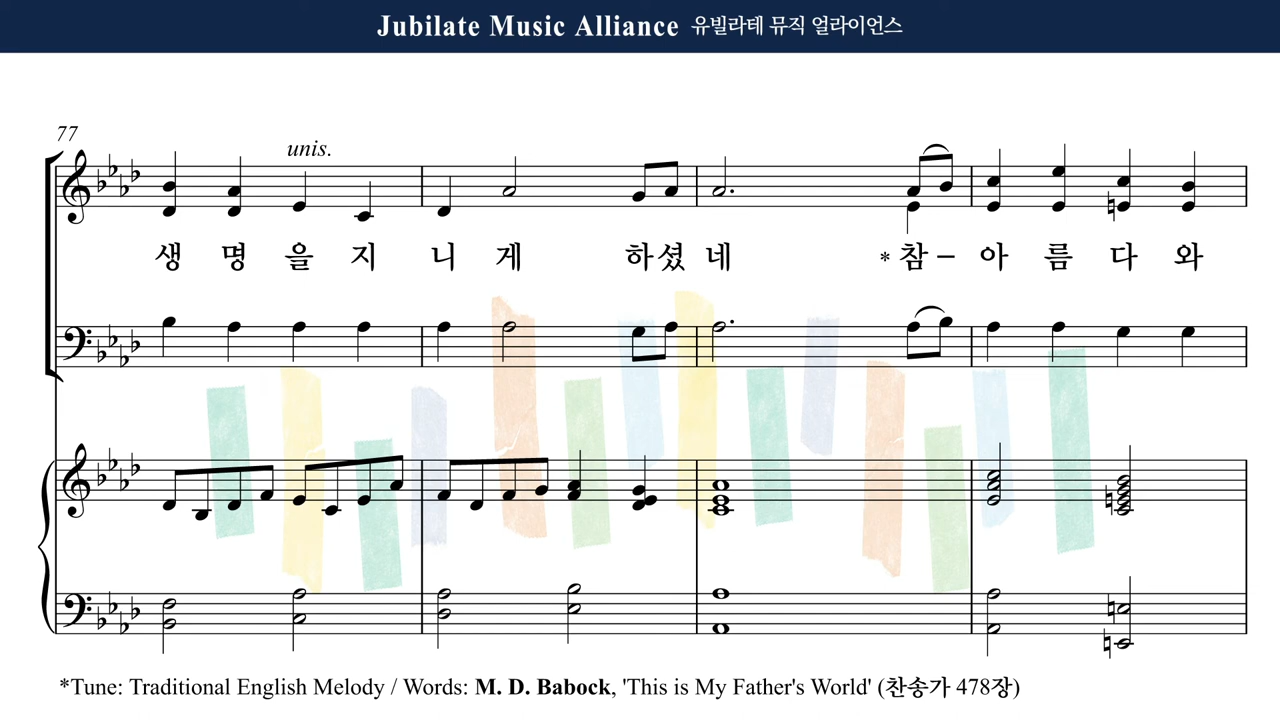 Jubilate Music Alliance 유빌라테 뮤직 얼라이언스
77
unis.
생 명 을 지 니 게 하셨 네 * 참 – 아 름 다 와
*Tune: Traditional English Melody / Words: M. D. Babock, 'This is My Father's World' (찬송가 478장)